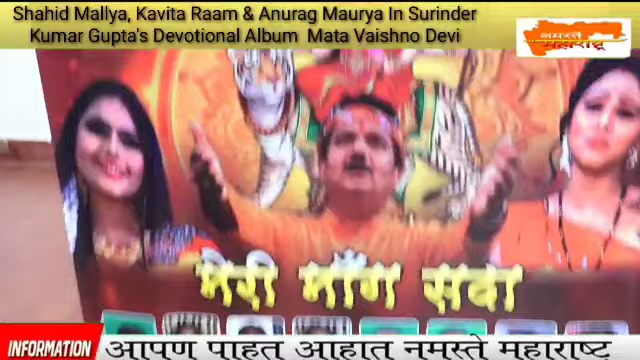 Shahid Mallya, Kavita Raam & Anurag Maurya In Surinder
Kumar Gupta's Devotional Album Mata Vaishno Devi
नमस्ते
महाराष्ट्र
मेरी माँग सदा
INFORMATION
आपण पाहत आहात नमस्ते महाराष्ट्र